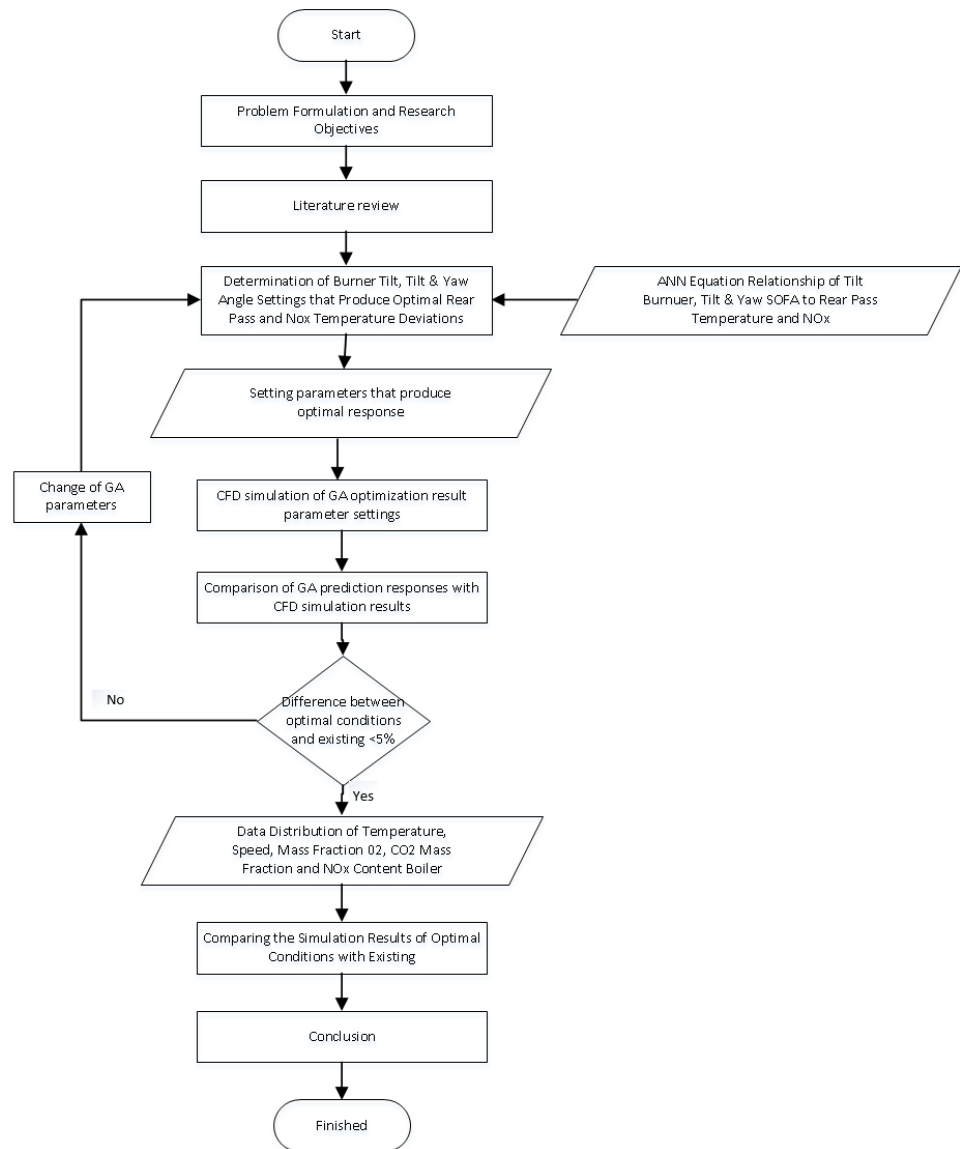 Start
Problem Formulation and Research
Objectives
Literature review
Determination of Burner Tilt, Tilt & Yaw
Angle Settings that Produce Optimal Rear
Pass and Nox Temperature Deviations
ANN Equation Relationship of Tilt
Burnuer, Tilt & Yaw SOFA to Rear Pass
Temperature and NOx
Setting parameters that produce
optimal response
Change of GA
parameters
CFD simulation of GA optimization result
parameter settings
Comparison of GA prediction responses with
CFD simulation results
No
Difference between
optimal conditions
and existing <5%
Yes
Data Distribution of Temperature,
Speed, Mass Fraction 02, CO2 Mass
Fraction and NOx Content Boiler
Comparing the Simulation Results of Optimal
Conditions with Existing
Conclusion
Finished